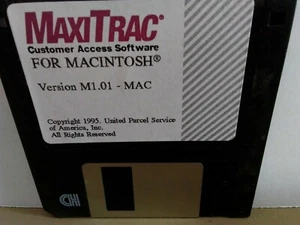 MAXITRAC®
Customer Access Software
FOR MACINTOSH®
Version M1.01 - MAC
Copyright 1995. United Parcel Service
of America, Inc.
All Rights Reserved